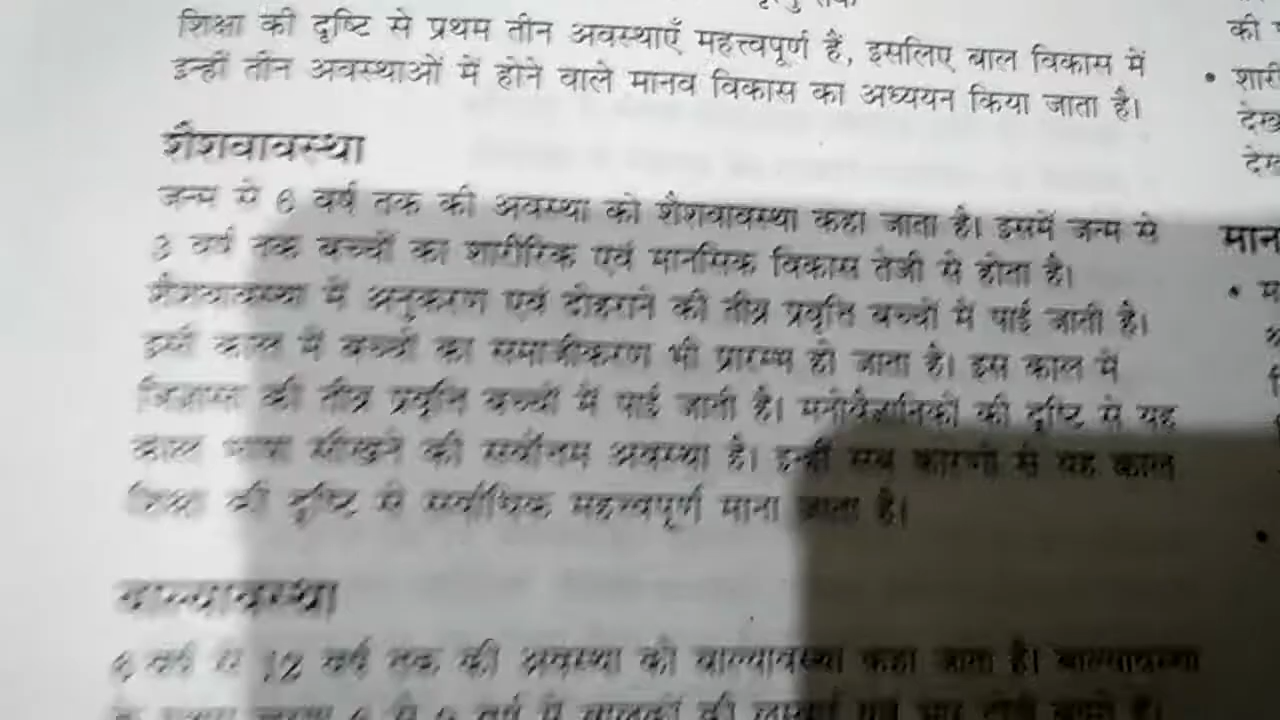 शिक्षा की दृष्टि से प्रथम तीन अवस्थाएँ महत्त्वपूर्ण हैं, इसलिए बाल विकास में
इन्हीं तीन अवस्थाओं में होने वाले मानव विकास का अध्ययन किया जाता है।
शैशवावस्था
जन्म से 6 वर्ष तक की अवस्था को शैशवावस्था कहा जाता है। इसमें जन्म से
3 वर्ष तक बच्चों का शारीरिक एवं मानसिक विकास तेजी से होता है।
शैशवावस्था में अनुकरण एवं दोहराने की तीव्र प्रवृत्ति बच्चों में पाई जाती है।
इसी काल में बच्चों का समाजीकरण भी प्रारम्भ हो जाता है। इस काल में
जिज्ञासा की तीव्र प्रवृत्ति बच्चों में पाई जाती है। मनोवैज्ञानिकों की दृष्टि से यह
काल भाषा सीखने की सर्वोत्तम अवस्था है। इन्हीं सब कारणों से यह काल
शिक्षा की दृष्टि से सर्वाधिक महत्त्वपूर्ण माना जाता है।
बाल्यावस्था
6 वर्ष से 12 वर्ष तक की अवस्था को बाल्यावस्था कहा जाता है। बाल्यावस्था
की